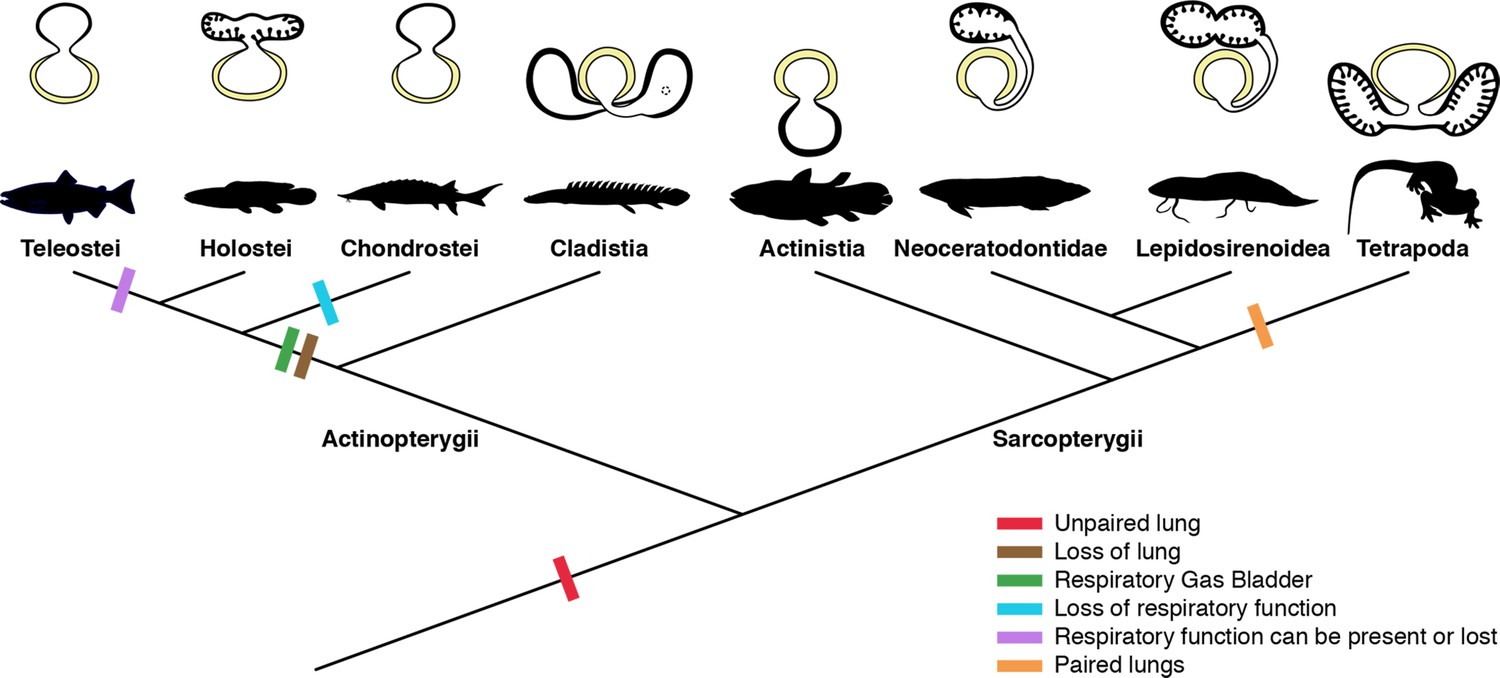 Teleostei
Holostei
Chondrostei
Cladistia
Actinistia
Neoceratodontidae
Lepidosirenoidea
Tetrapoda
Actinopterygii
Sarcopterygii
Unpaired lung
Loss of lung
Respiratory Gas Bladder
Loss of respiratory function
Respiratory function can be present or lost
Paired lungs